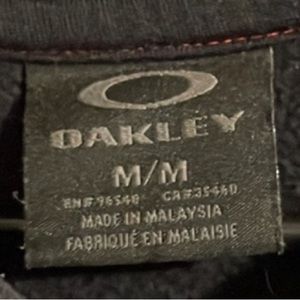 OAKLEY
M/M
MADE IN MALAYSIA
FABRIQUÉ EN MALAISIE